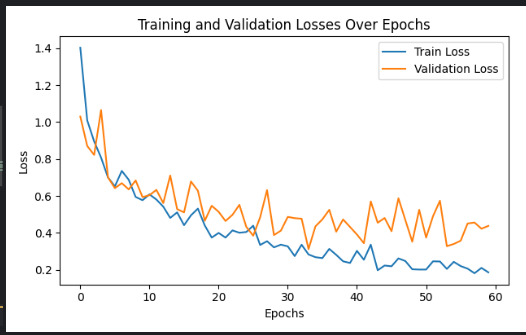 Training and Validation Losses Over Epochs
Train Loss
Validation Loss
Loss
1.4
1.2
1.0
0.8
0.6
0.4
0.2
0 10 20 30 40 50 60
Epochs